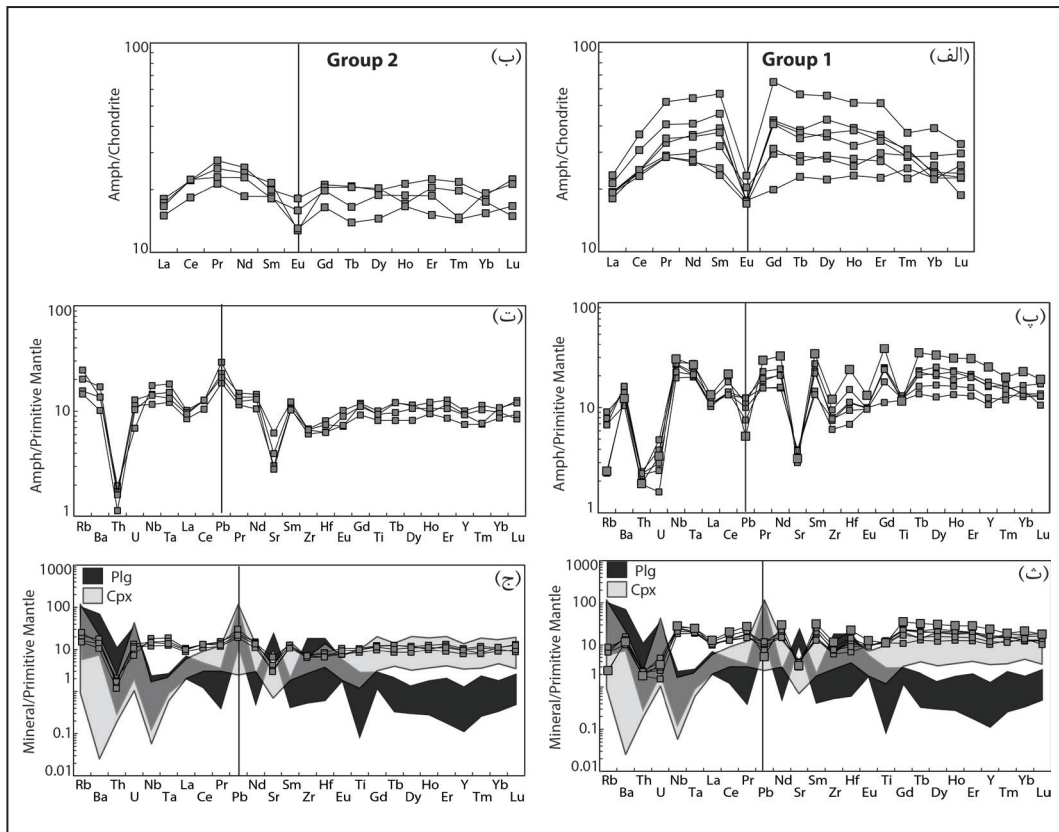 100
Group 2
(ب)
Amph/Chondrite
10
La Ce Pr Nd Sm Eu Gd Tb Dy Ho Er Tm Yb Lu
100
Group 1
(الف)
Amph/Chondrite
10
La Ce Pr Nd Sm Eu Gd Tb Dy Ho Er Tm Yb Lu
100
(ت)
Amph/Primitive Mantle
10
1
Rb Th Nb La Pb Nd Sm Hf Gd Tb Ho Y Yb
Ba U Ta Ce Pr Sr Zr Eu Ti Dy Er Tm Lu
100
(پ)
Amph/Primitive Mantle
10
1
Rb Th Nb La Pb Nd Sm Hf Gd Tb Ho Y Yb
Ba U Ta Ce Pr Sr Zr Eu Ti Dy Er Tm Lu
1000
Plg
(ج)
100
Cpx
Mineral/Primitive Mantle
10
1
0.1
0.01
Rb Th Nb La Pr Nd Sm Hf Ti Tb Ho Y Yb
Ba U Ta Ce Pb Sr Zr Eu Gd Dy Er Tm Lu
1000
Plg
(ث)
100
Cpx
Mineral/Primitive Mantle
10
1
0.1
0.01
Rb Th Nb La Pr Nd Sm Hf Ti Tb Ho Y Yb
Ba U Ta Ce Pb Sr Zr Eu Gd Dy Er Tm Lu